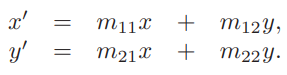 x′ = m₁₁x + m₁₂y,
y′ = m₂₁x + m₂₂y.